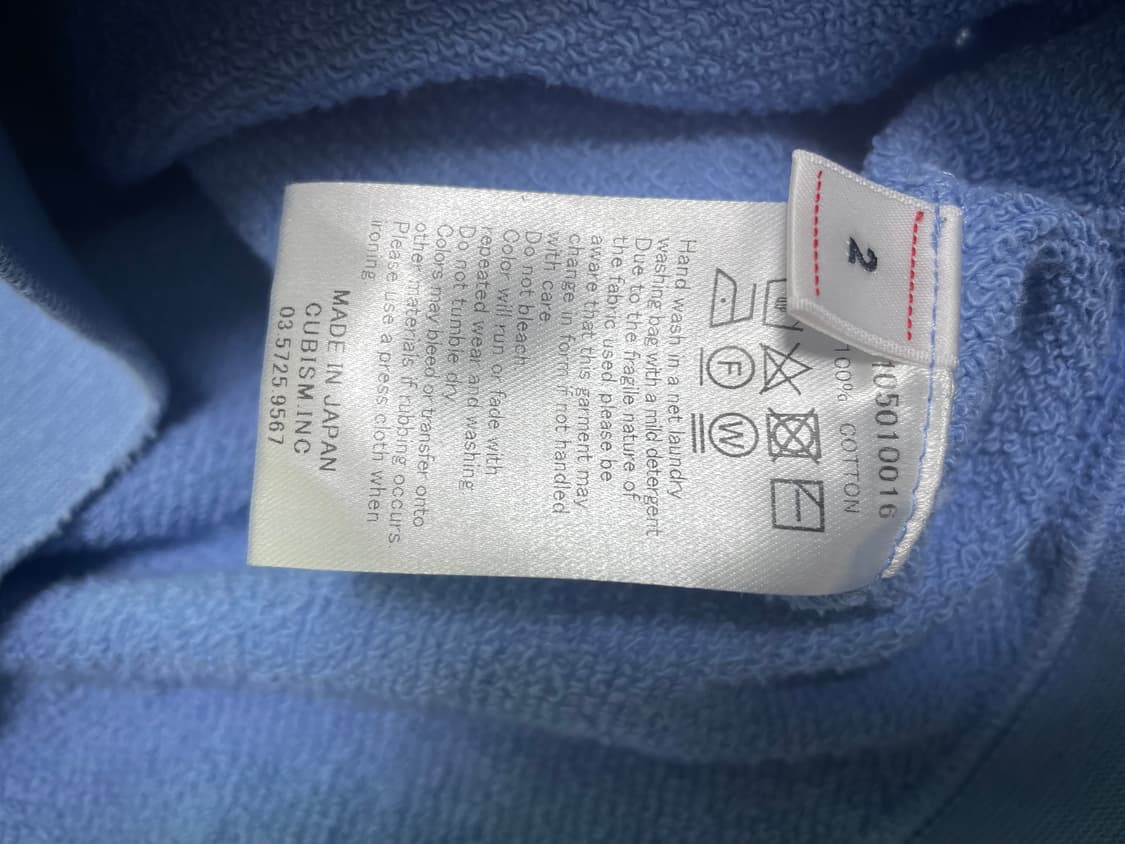 2
105010016
100% COTTON
F W
Hand wash in a net laundry
washing bag with a mild detergent
Due to the fragile nature of
the fabric used please be
aware that this garment may
change in form if not handled
with care
Do not bleach
Color will run or fade with
repeated wear and washing
Do not tumble dry
Colors may bleed or transfer onto
other materials if rubbing occurs.
Please use a press cloth when
ironing
MADE IN JAPAN
CUBISM.INC
03.5725.9567